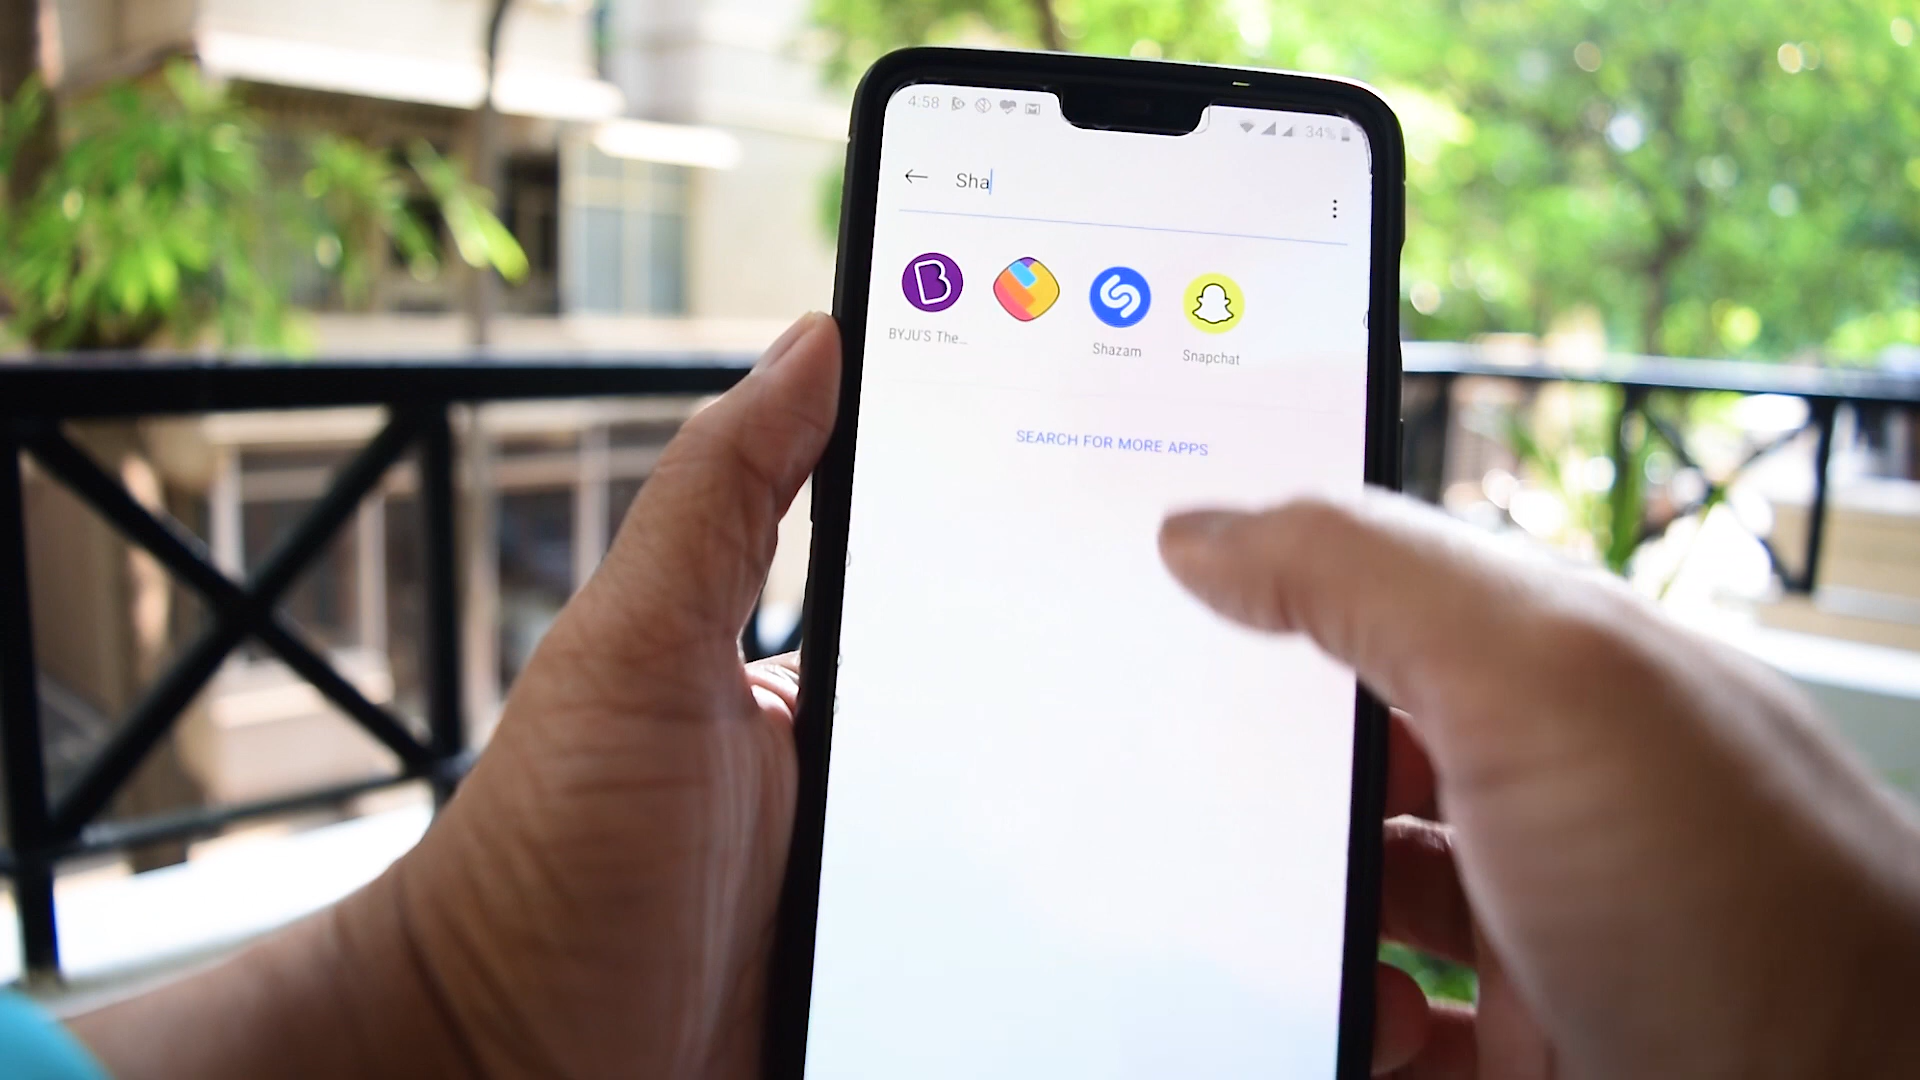 4:58
34%
Sha
BYJU'S The...
Shazam
Snapchat
SEARCH FOR MORE APPS